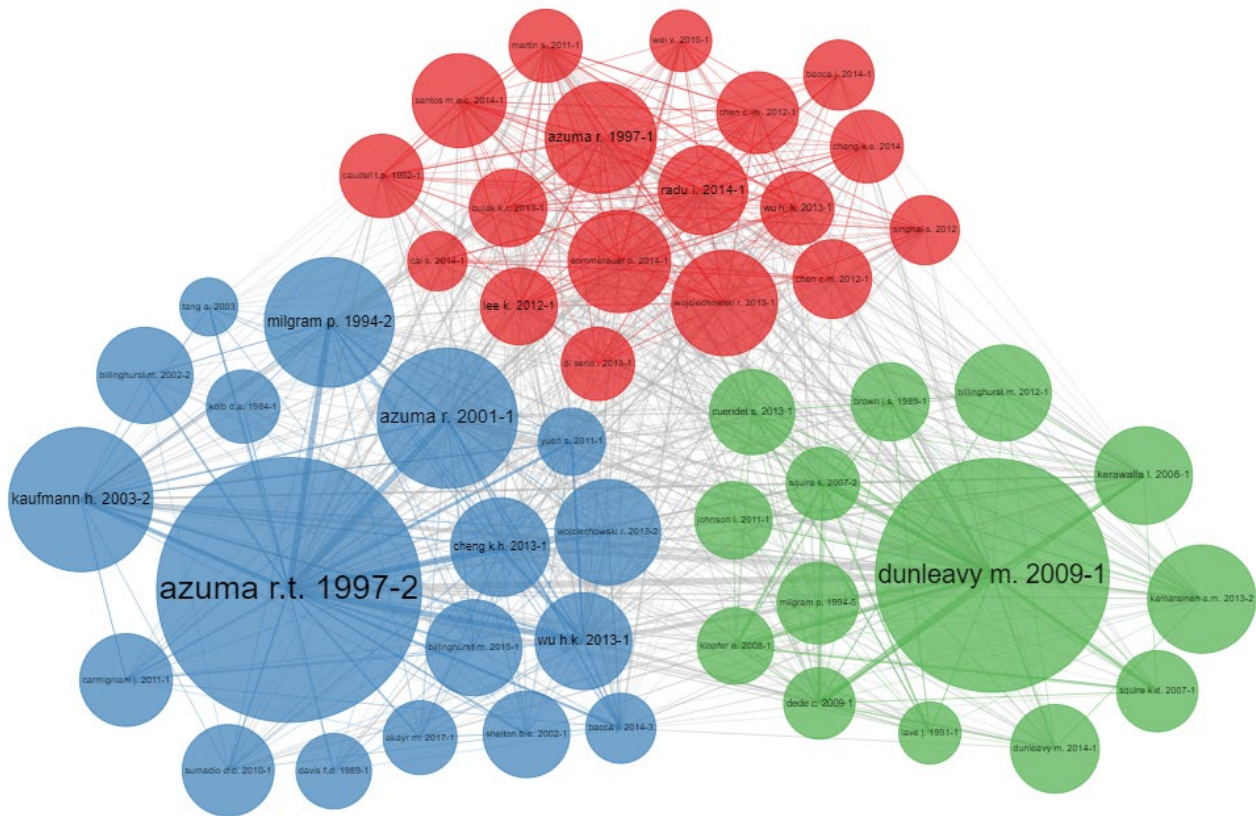 martin s. 2011-1
wei x. 2015-1
bacca j. 2014-1
santos m.e.c. 2014-1
chen c.-m. 2012-1
azuma r. 1997-1
chang k.e. 2014
caudell t.p. 1992-1
radu i. 2014-1
bujak k.r. 2013-1
wu h.-k. 2013-1
singhal s. 2012
cai s. 2014-1
sommerauer p. 2014-1
chen c.m. 2012-1
lee k. 2012-1
wojciechowski r. 2013-1
di serio 2013-1
tang a. 2003
milgram p. 1994-2
billinghurst m. 2002-2
kolb d.a. 1984-1
azuma r. 2001-1
yuen s. 2011-1
kaufmann h. 2003-2
wojciechowski r. 2013-2
cheng k.h. 2013-1
azuma r.t. 1997-2
wu h.k. 2013-1
billinghurst m. 2015-1
carmigniani j. 2011-1
bacca j. 2014-3
shelton b.e. 2002-1
akayr m. 2017-1
sumadio d.d. 2010-1
davis f.d. 1989-1
cuendet s. 2013-1
brown j.s. 1989-1
billinghurst m. 2012-1
squire k. 2007-2
kerawalla l. 2006-1
johnson l. 2011-1
dunleavy m. 2009-1
milgram p. 1994-5
kamarainen a.m. 2013-2
klopfer e. 2008-1
squire k.d. 2007-1
dede c. 2009-1
lave j. 1991-1
dunleavy m. 2014-1